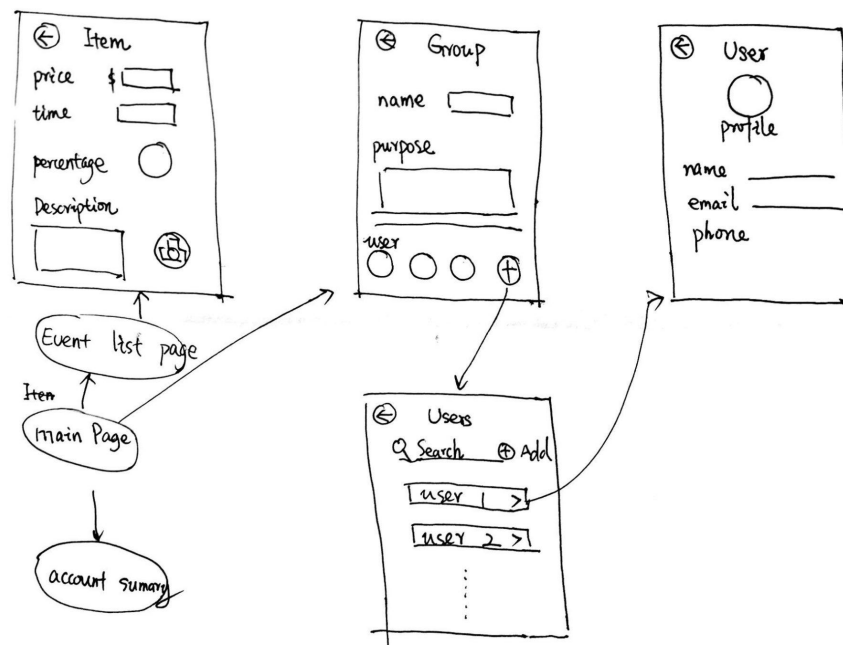 Item
price $
time
percentage
Description
Group
name
purpose
user
User
profile
name
email
phone
Event list page
Item
main Page
account sumary
Users
Search
Add
user 1 >
user 2 >